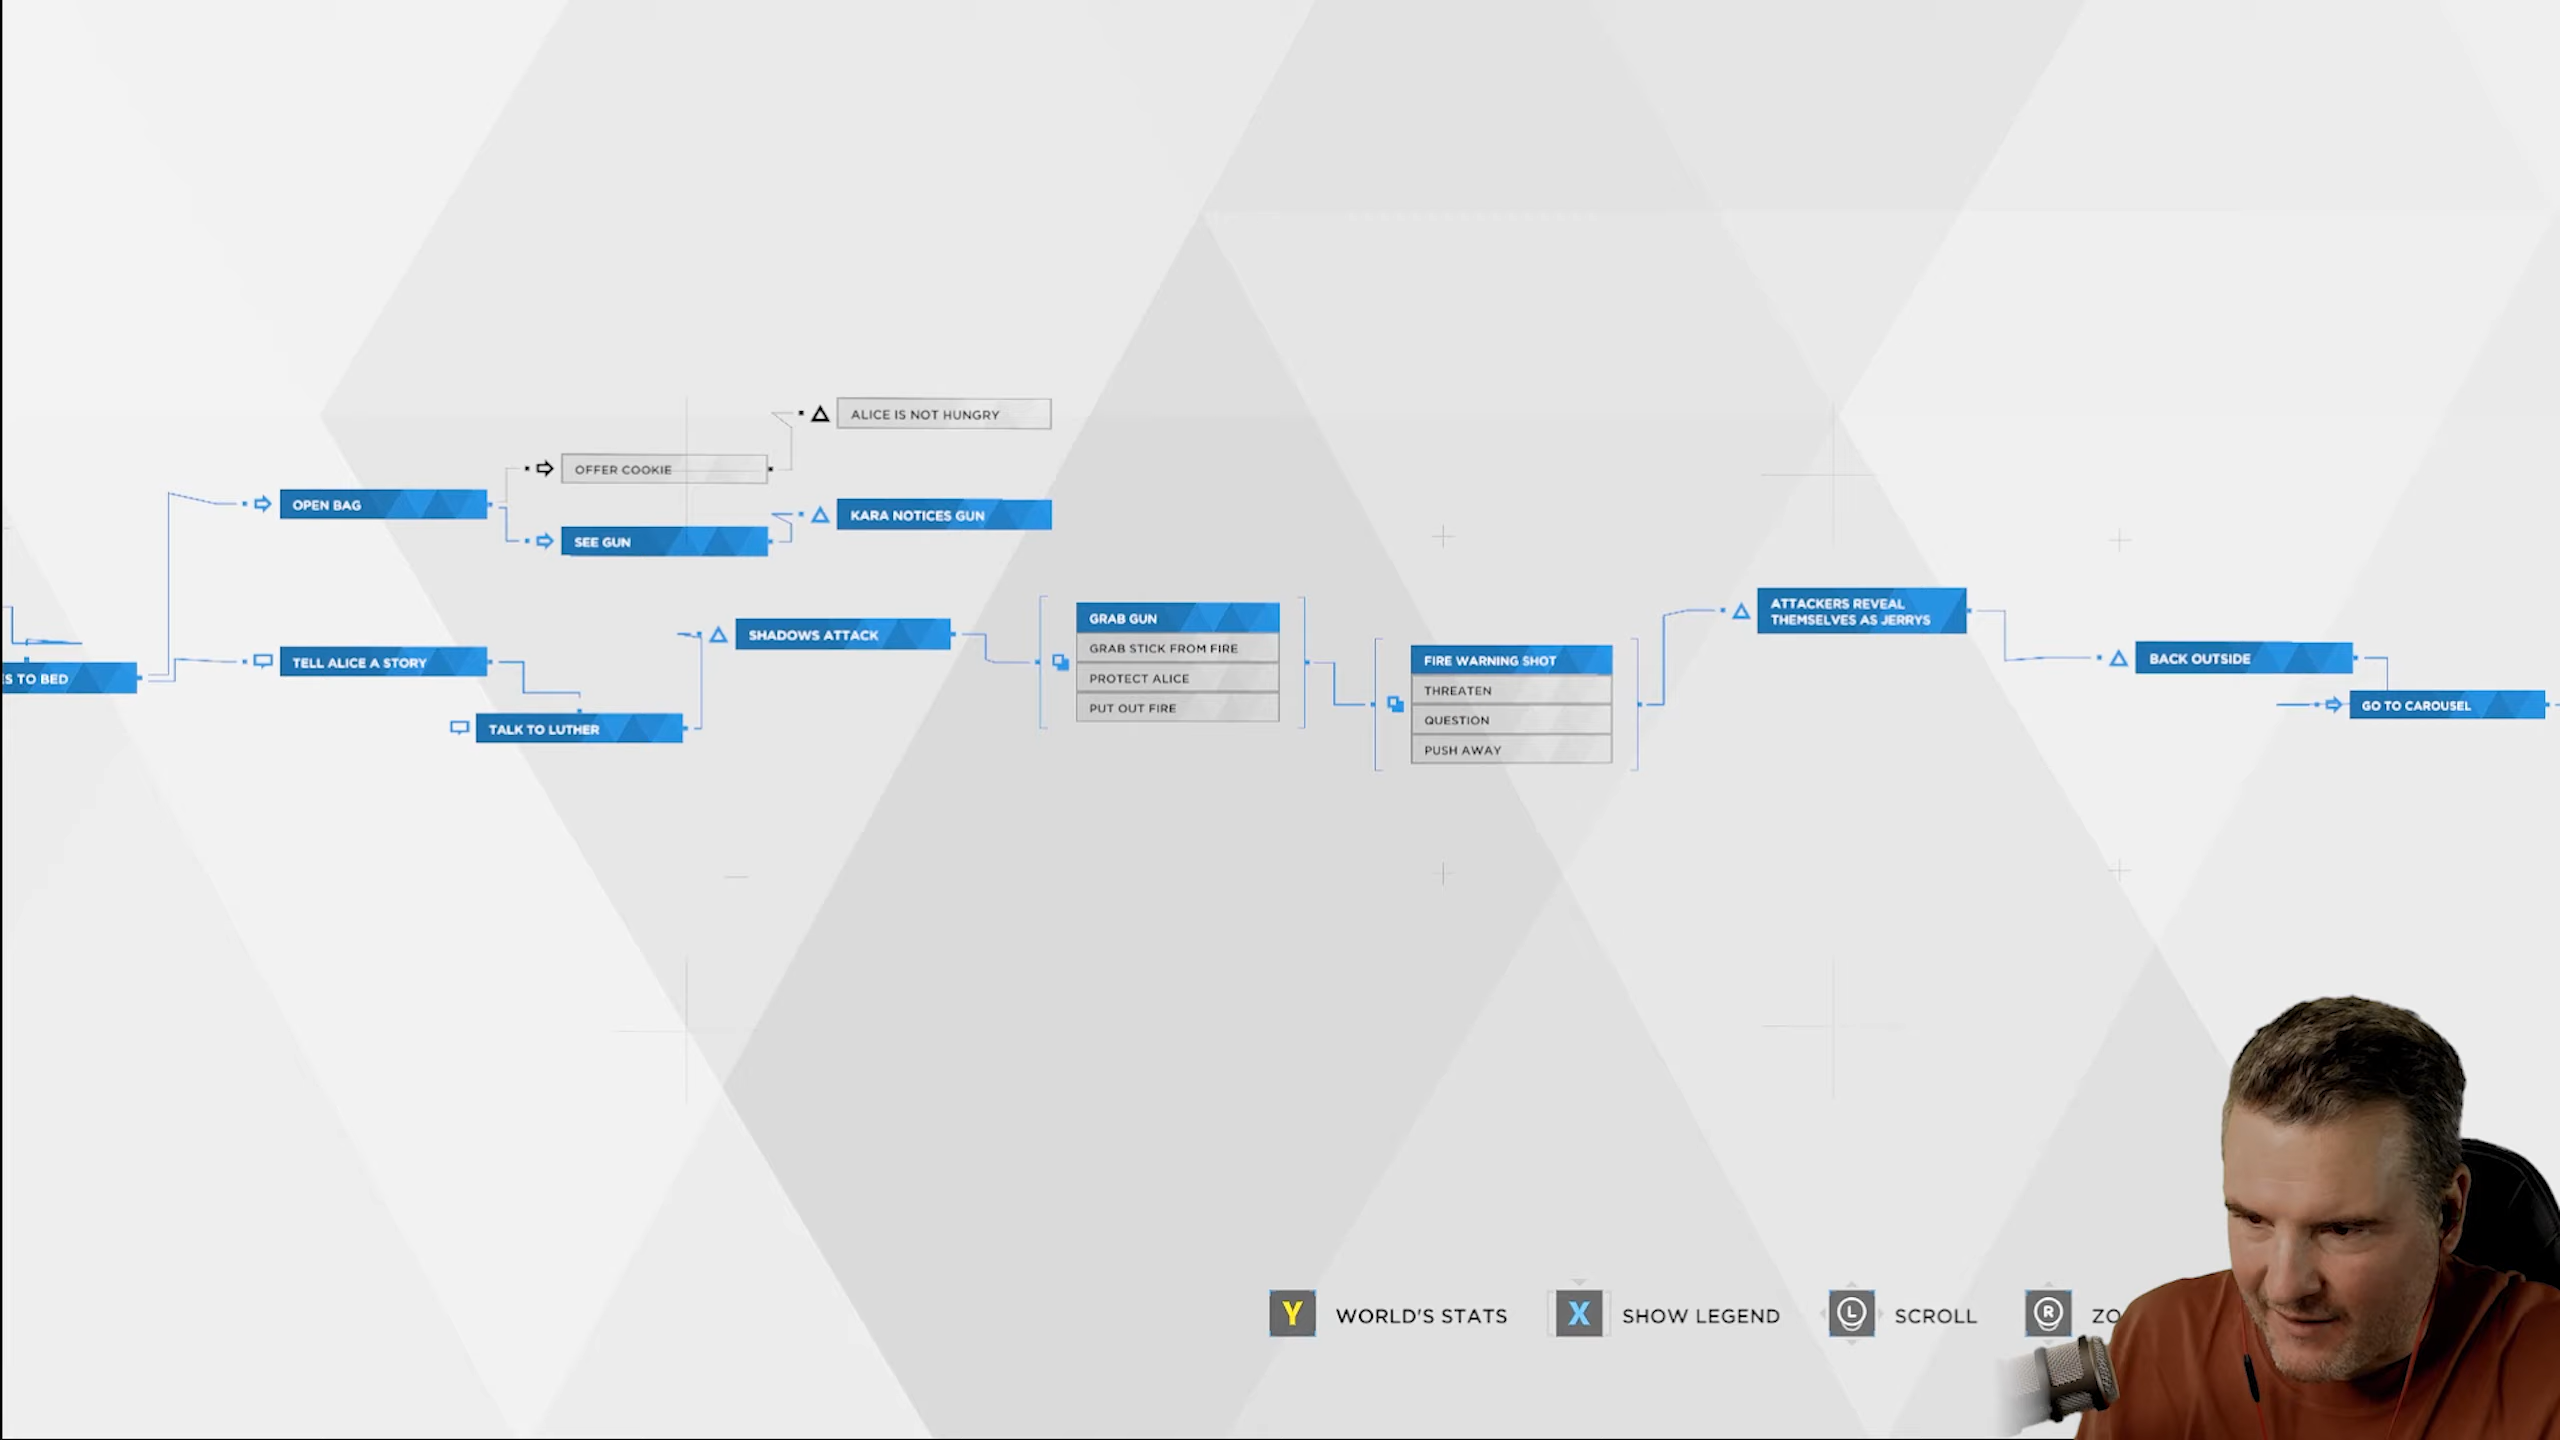 ALICE IS NOT HUNGRY
OFFER COOKIE
OPEN BAG
KARA NOTICES GUN
SEE GUN
ATTACKERS REVEAL
THEMSELVES AS JERRYS
GRAB GUN
SHADOWS ATTACK
GRAB STICK FROM FIRE
TELL ALICE A STORY
FIRE WARNING SHOT
BACK OUTSIDE
TO BED
PROTECT ALICE
THREATEN
GO TO CAROUSEL
PUT OUT FIRE
QUESTION
TALK TO LUTHER
PUSH AWAY
Y WORLD'S STATS
X SHOW LEGEND
L SCROLL
R